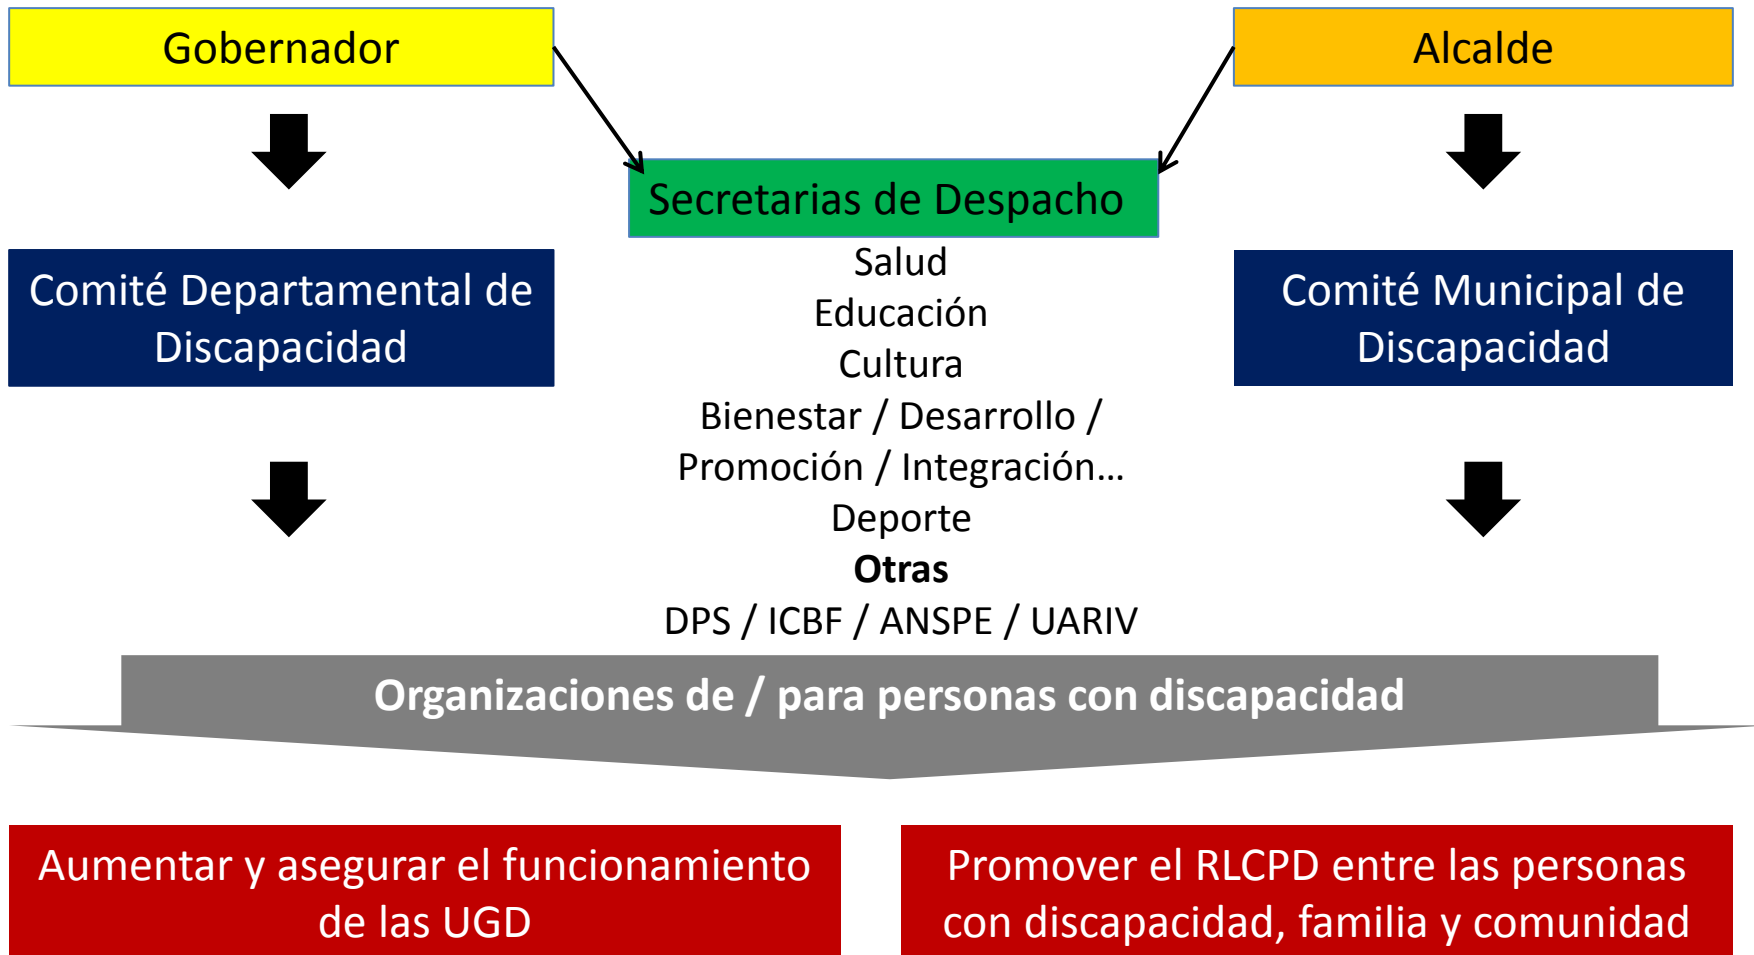 Gobernador
Alcalde
Secretarias de Despacho
Comité Departamental de
Discapacidad
Salud
Educación
Cultura
Bienestar / Desarrollo /
Promoción / Integración...
Deporte
Otras
DPS / ICBF / ANSPE / UARIV
Comité Municipal de
Discapacidad
Organizaciones de / para personas con discapacidad
Aumentar y asegurar el funcionamiento
de las UGD
Promover el RLCPD entre las personas
con discapacidad, familia y comunidad